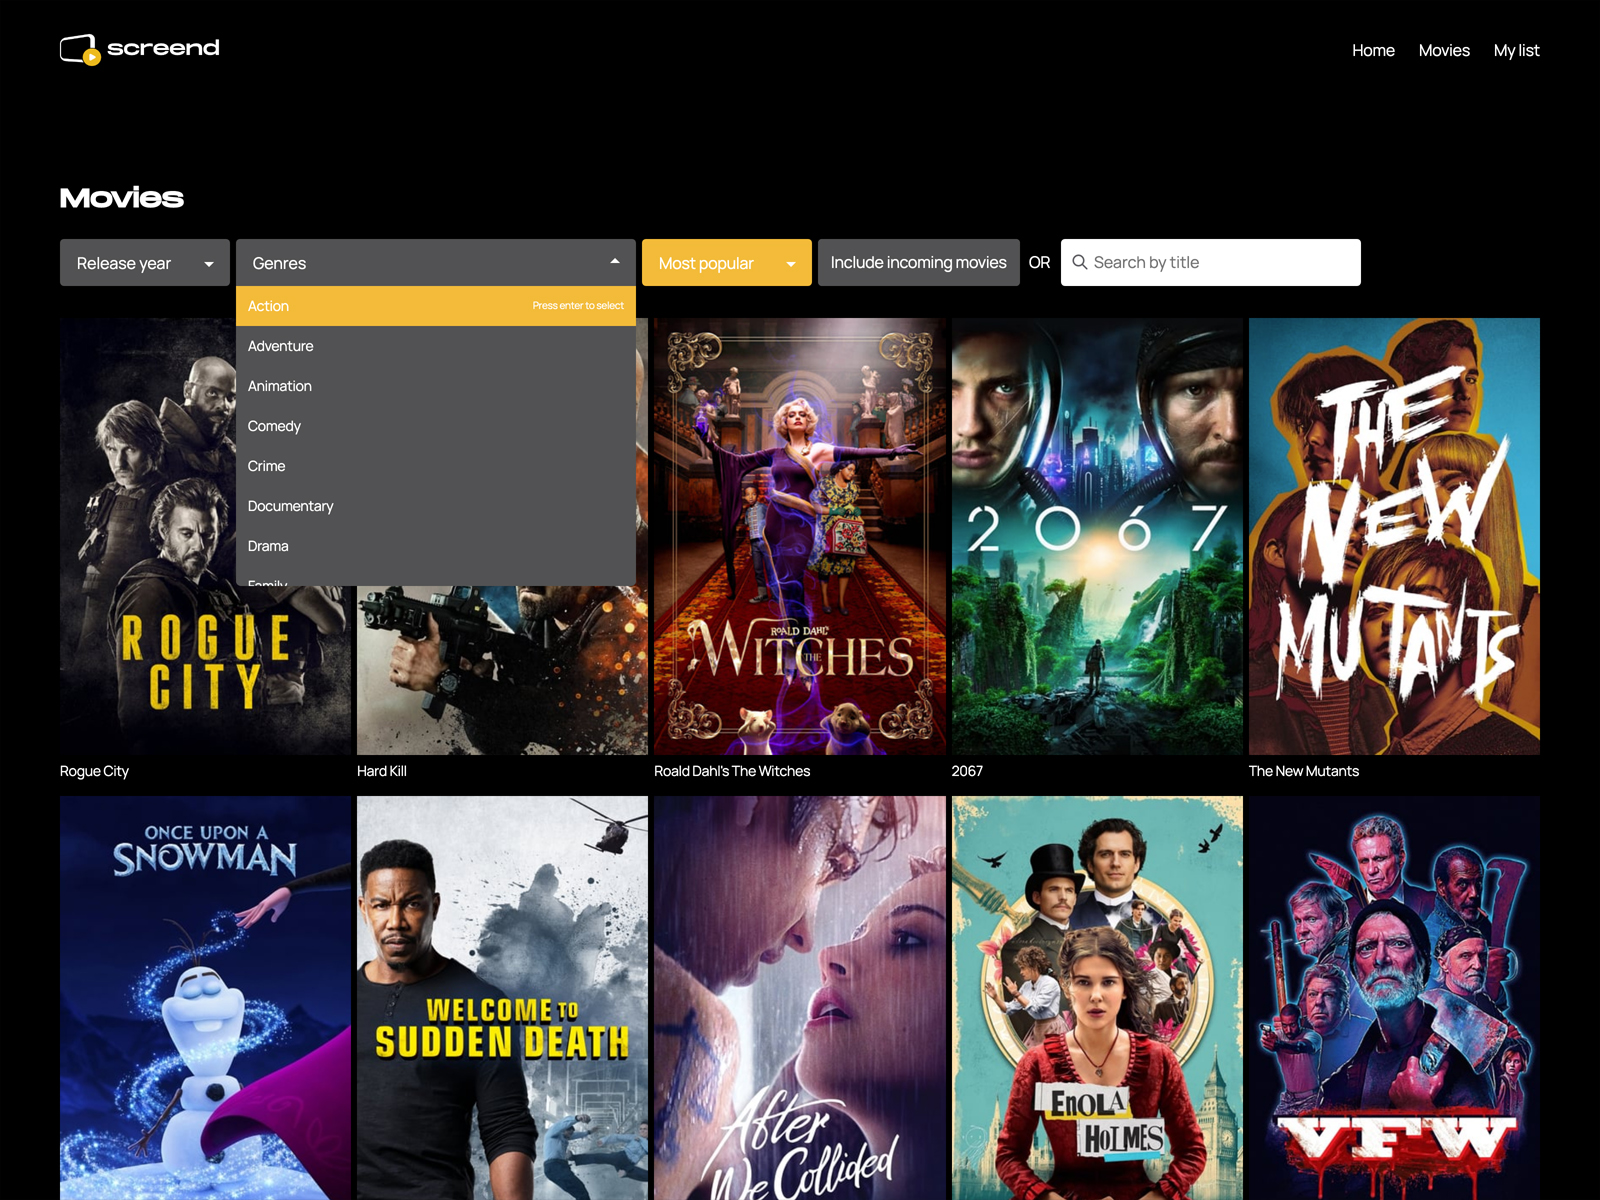 screend
Home
Movies
My list
Movies
Release year
Genres
Most popular
Include incoming movies
OR
Search by title
Action
Press enter to select
Adventure
Animation
Comedy
Crime
Documentary
Drama
Family
ROGUE
CITY
ROALD DAHL'S
THE
WITCHES
2067
THE
NEW
MUTANTS
Rogue City
Hard Kill
Roald Dahl's The Witches
2067
The New Mutants
ONCE UPON A
SNOWMAN
WELCOME TO
SUDDEN DEATH
After
We Collided
ENOLA
HOLMES
VFW